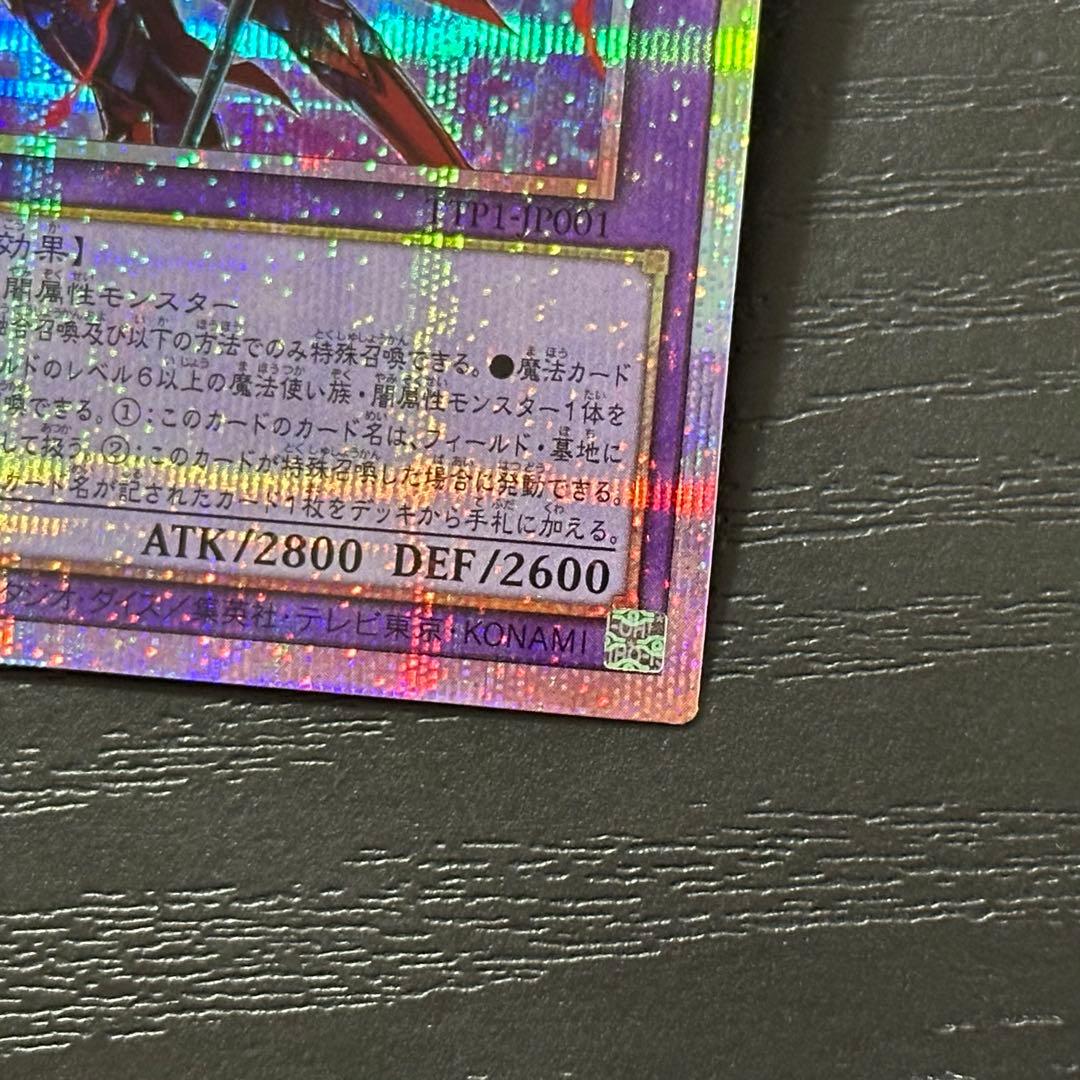 TTP1-JP001
効果】
闇属性モンスター
融合召喚及び以下の方法でのみ特殊召喚できる。●魔法カード
ルドのレベル6以上の魔法使い族・闇属性モンスター1体を
喚できる。①:このカードのカード名は、フィールド・墓地に
して扱う。②:このカードが特殊召喚した場合に発動できる。
カード名が記されたカード1枚をデッキから手札に加える。
ATK/2800 DEF/2600
タジオ・ダイス/集英社・テレビ東京・KONAMI